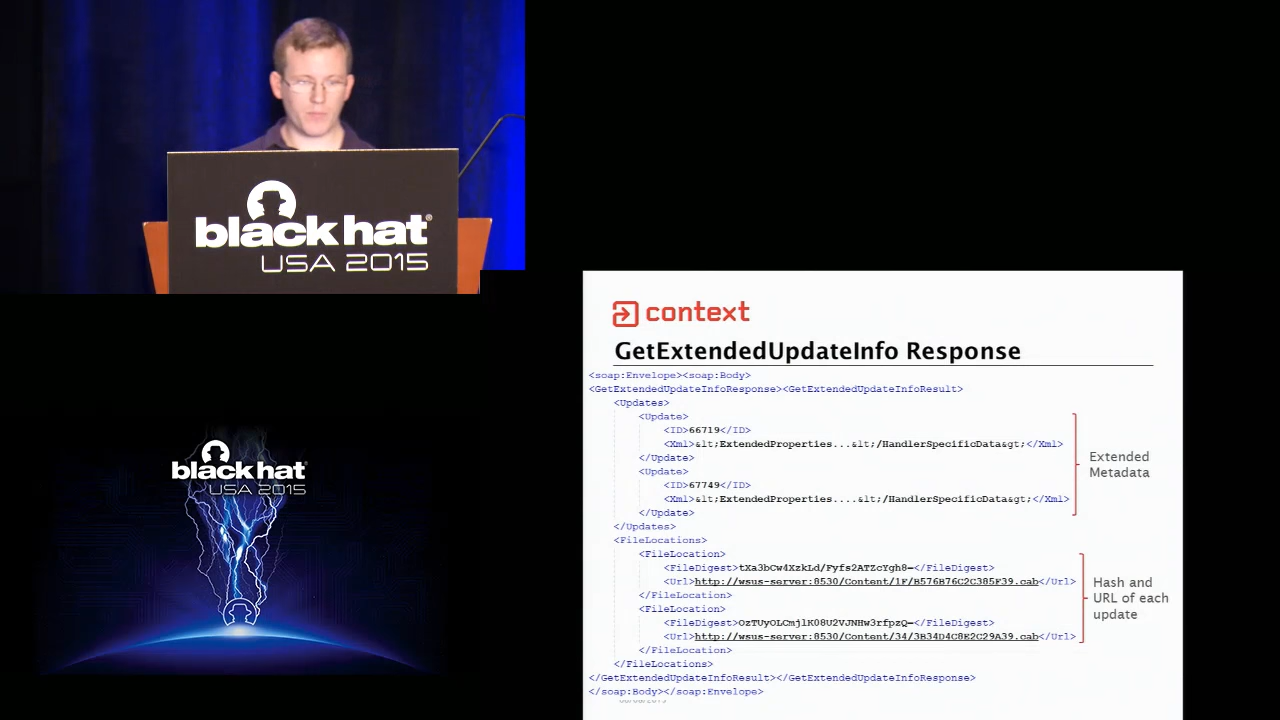 black hat®
USA 2015
black hat
USA 2015
context
GetExtendedUpdateInfo Response
<soap:Envelope><soap:Body>
<GetExtendedUpdateInfoResponse><GetExtendedUpdateInfoResult>
<Updates>
<Update>
<ID>66719</ID>
<Xml>&lt;ExtendedProperties...&lt;/HandlerSpecificData&gt;</Xml>
</Update>
<Update>
<ID>67749</ID>
<Xml>&lt;ExtendedProperties....&lt;/HandlerSpecificData&gt;</Xml>
</Update>
</Updates>
Extended
Metadata
<FileLocations>
<FileLocation>
<FileDigest>tXa3bCw4XzkLd/Fyfs2ATZcYgh8=</FileDigest>
<Url>http://wsus-server:8530/Content/1F/B576B76C2C385F39.cab</Url>
</FileLocation>
<FileLocation>
<FileDigest>OzTUyOLCmjlK08U2VJNHw3rfpzQ=</FileDigest>
<Url>http://wsus-server:8530/Content/34/3B34D4C8E2C29A39.cab</Url>
</FileLocation>
</FileLocations>
Hash and
URL of each
update
</GetExtendedUpdateInfoResult></GetExtendedUpdateInfoResponse>
</soap:Body></soap:Envelope>